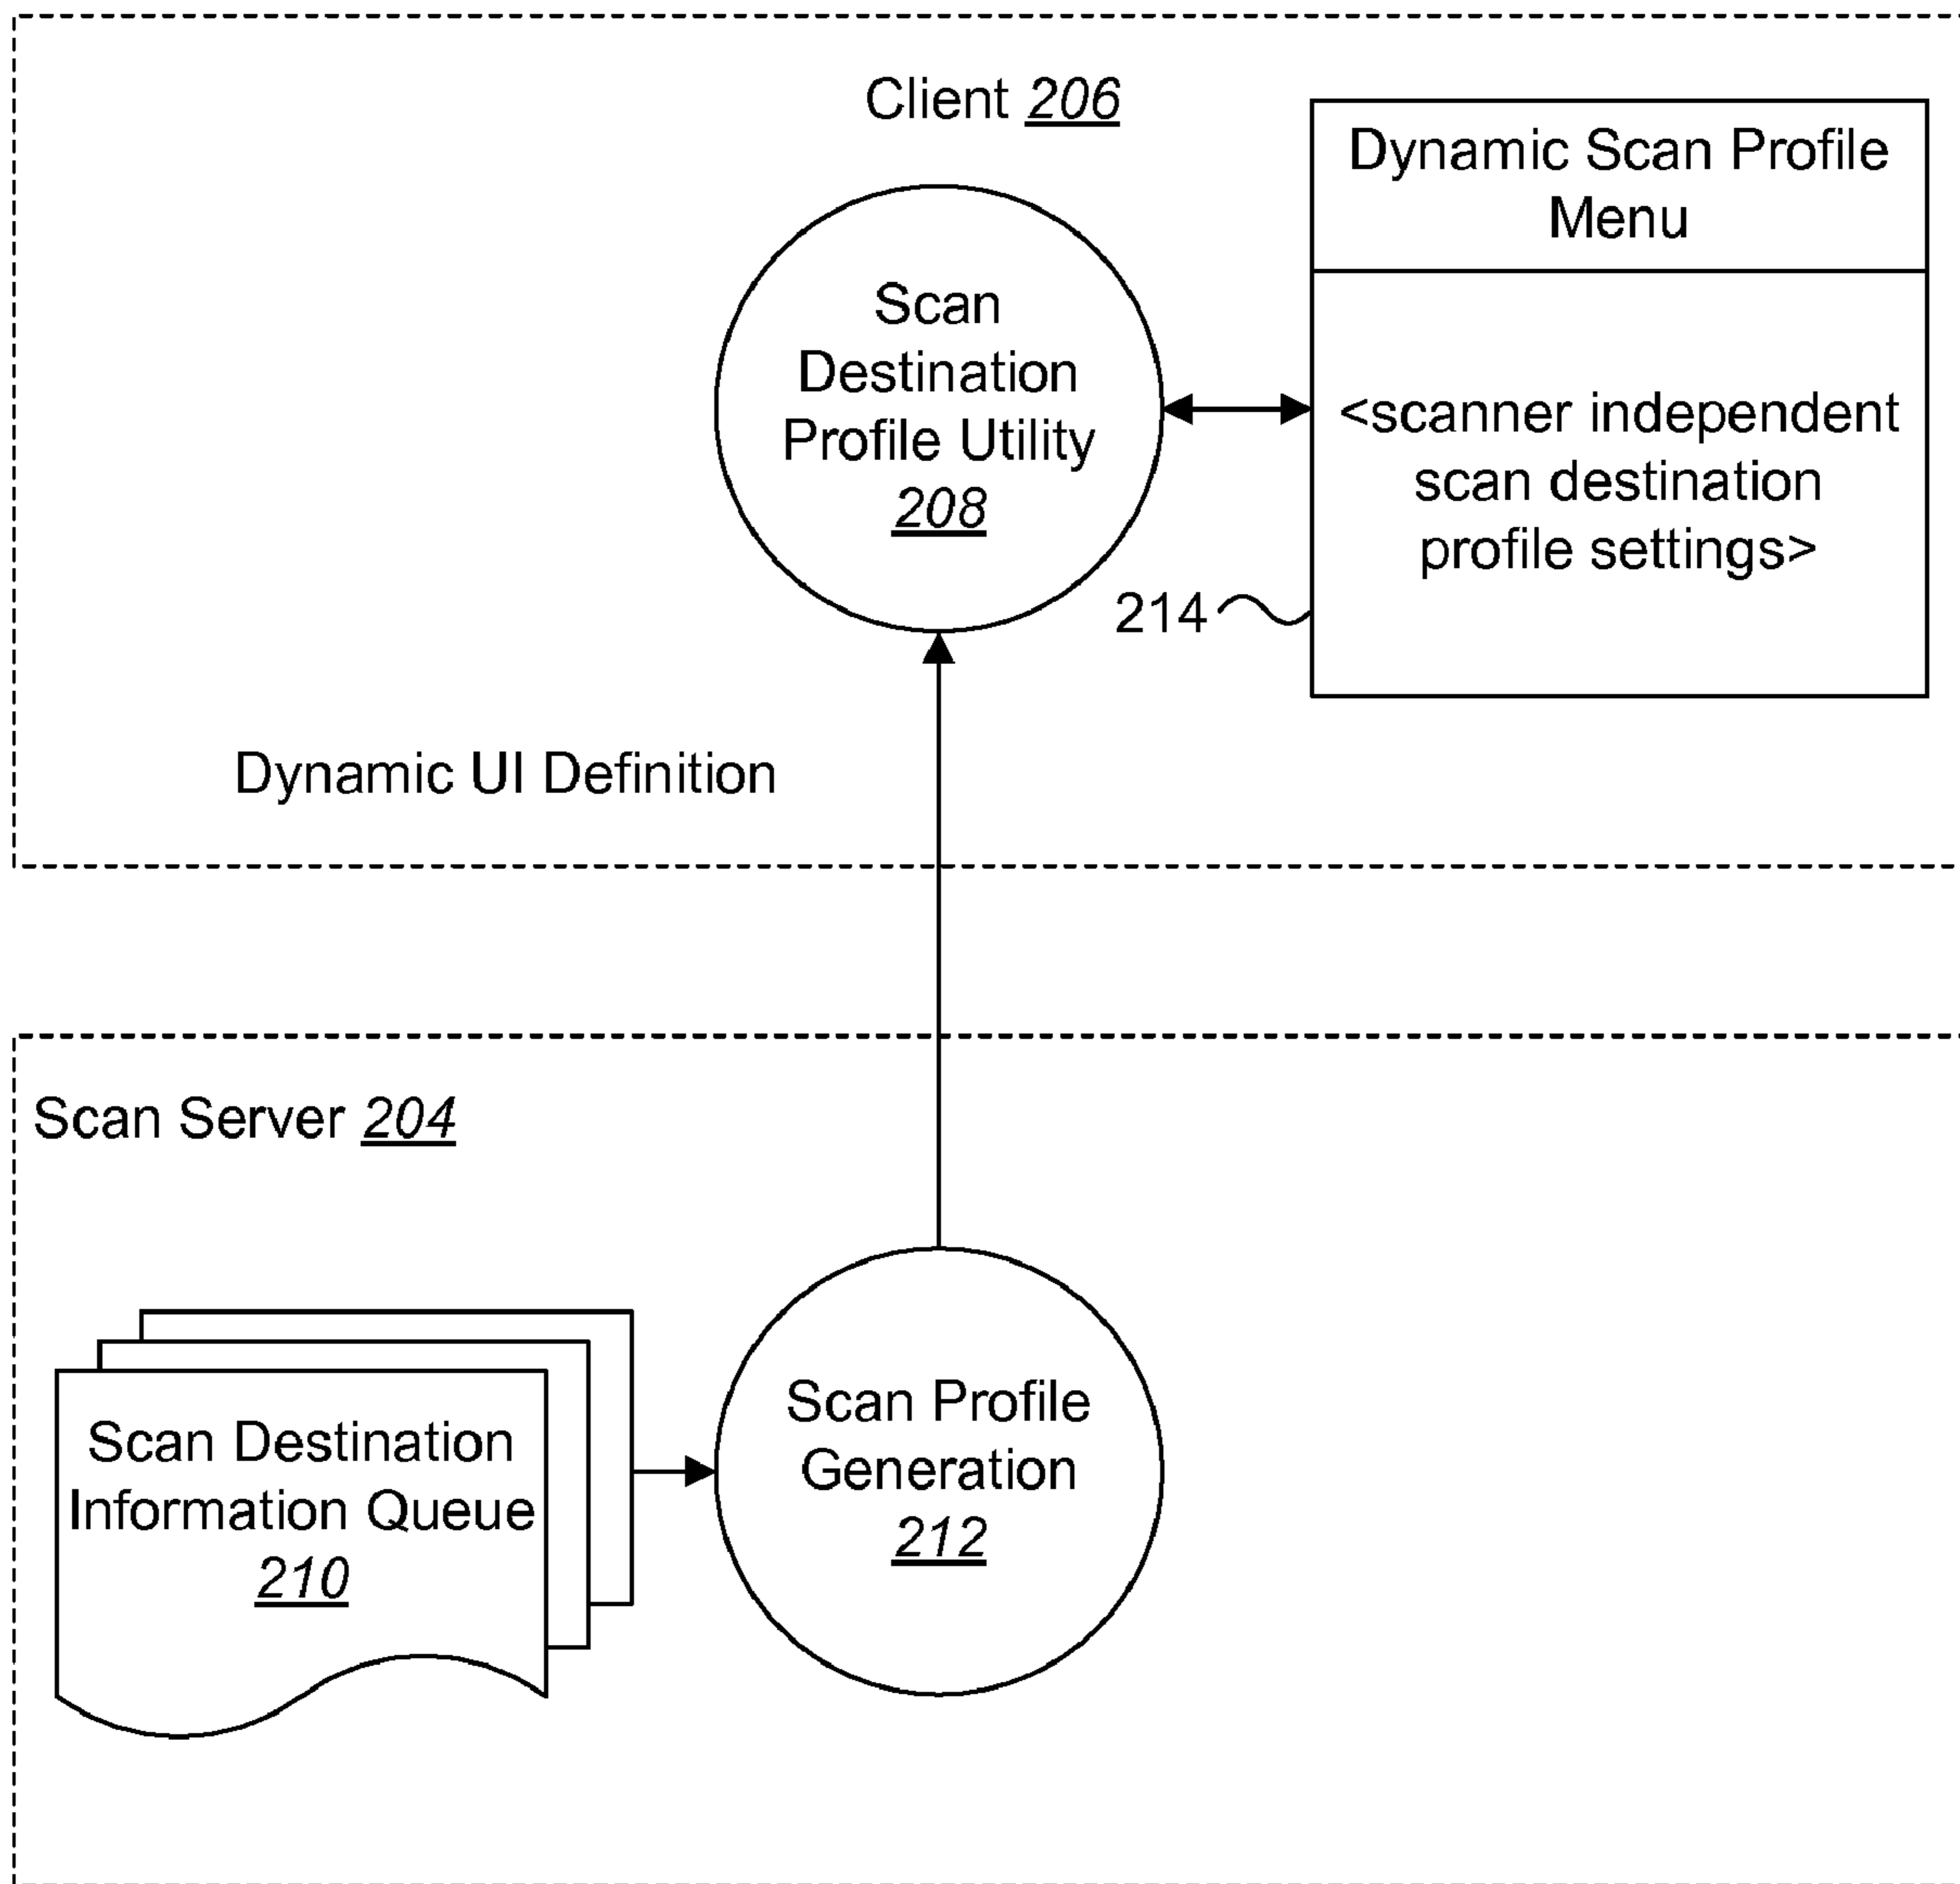 Client 206
Dynamic Scan Profile
Menu
Scan
Destination
Profile Utility
208
<scanner independent
scan destination
profile settings>
214
Dynamic UI Definition
Scan Server 204
Scan Destination
Information Queue
210
Scan Profile
Generation
212